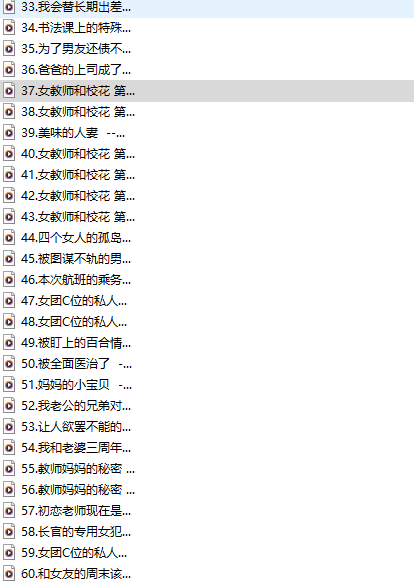 33.我会替长期出差...
34.书法课上的特殊...
35.为了男友还债不...
36.爸爸的上司成了...
37.女教师和校花 第...
38.女教师和校花 第...
39.美味的人妻   --...
40.女教师和校花 第...
41.女教师和校花 第...
42.女教师和校花 第...
43.女教师和校花 第...
44.四个女人的孤岛...
45.被图谋不轨的男...
46.本次航班的乘务...
47.女团C位的私人...
48.女团C位的私人...
49.被盯上的百合情...
50.被全面医治了   -...
51.妈妈的小宝贝   -...
52.我老公的兄弟对...
53.让人欲罢不能的...
54.我和老婆三周年...
55.教师妈妈的秘密 ...
56.教师妈妈的秘密 ...
57.初恋老师现在是...
58.长官的专用女犯...
59.女团C位的私人...
60.和女友的周末该...